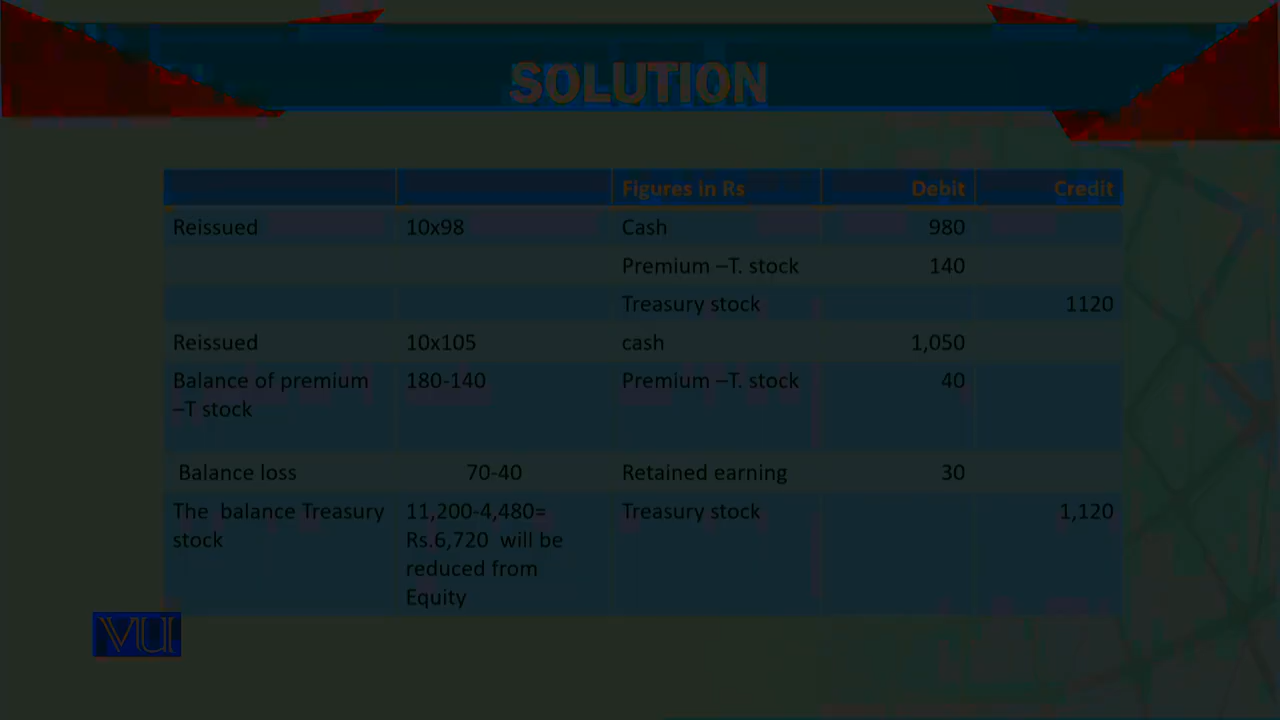 SOLUTION
Figures in Rs Debit Credit
Reissued 10x98 Cash 980
Premium –T. stock 140
Treasury stock 1120
Reissued 10x105 cash 1,050
Balance of premium 180-140 Premium –T. stock 40
–T stock
Balance loss 70-40 Retained earning 30
The balance Treasury 11,200-4,480= Treasury stock 1,120
stock Rs.6,720 will be
reduced from
Equity
VU